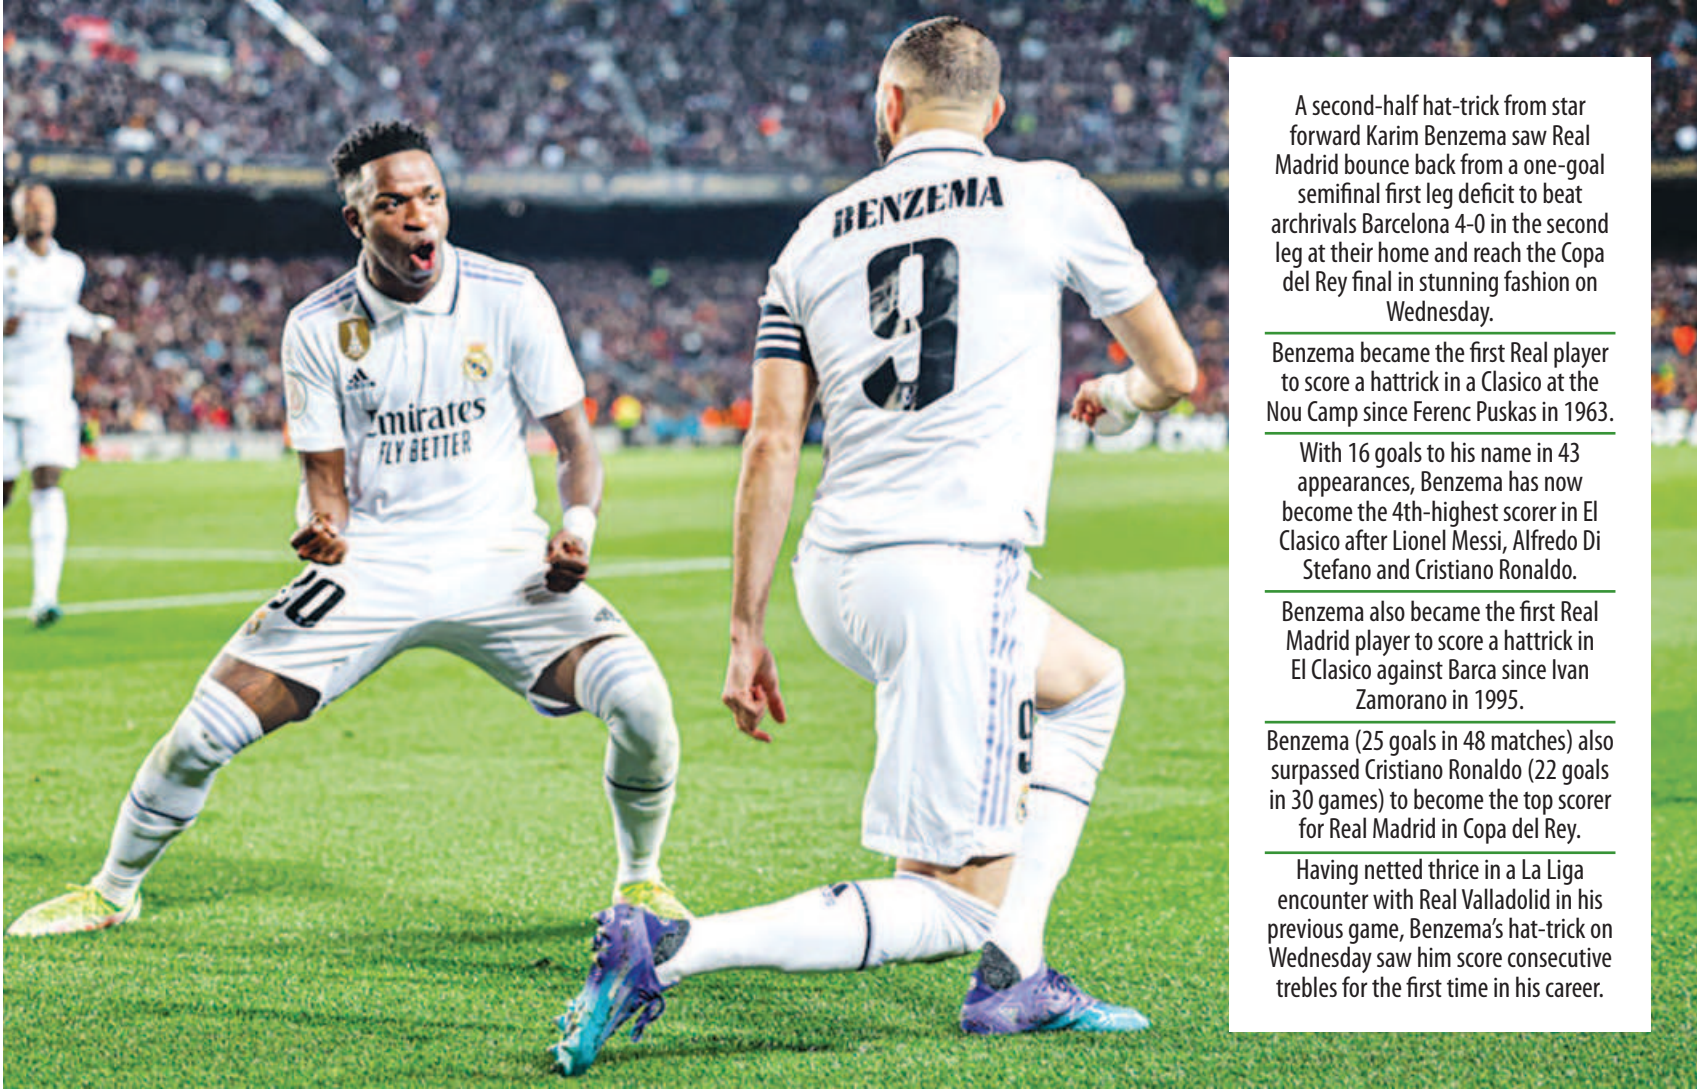 BENZEMA
9
Emirates
FLY BETTER
20
9
A second-half hat-trick from star
forward Karim Benzema saw Real
Madrid bounce back from a one-goal
semifinal first leg deficit to beat
archrivals Barcelona 4-0 in the second
leg at their home and reach the Copa
del Rey final in stunning fashion on
Wednesday.
Benzema became the first Real player
to score a hattrick in a Clasico at the
Nou Camp since Ferenc Puskas in 1963.
With 16 goals to his name in 43
appearances, Benzema has now
become the 4th-highest scorer in El
Clasico after Lionel Messi, Alfredo Di
Stefano and Cristiano Ronaldo.
Benzema also became the first Real
Madrid player to score a hattrick in
El Clasico against Barca since Ivan
Zamorano in 1995.
Benzema (25 goals in 48 matches) also
surpassed Cristiano Ronaldo (22 goals
in 30 games) to become the top scorer
for Real Madrid in Copa del Rey.
Having netted thrice in a La Liga
encounter with Real Valladolid in his
previous game, Benzema's hat-trick on
Wednesday saw him score consecutive
trebles for the first time in his career.